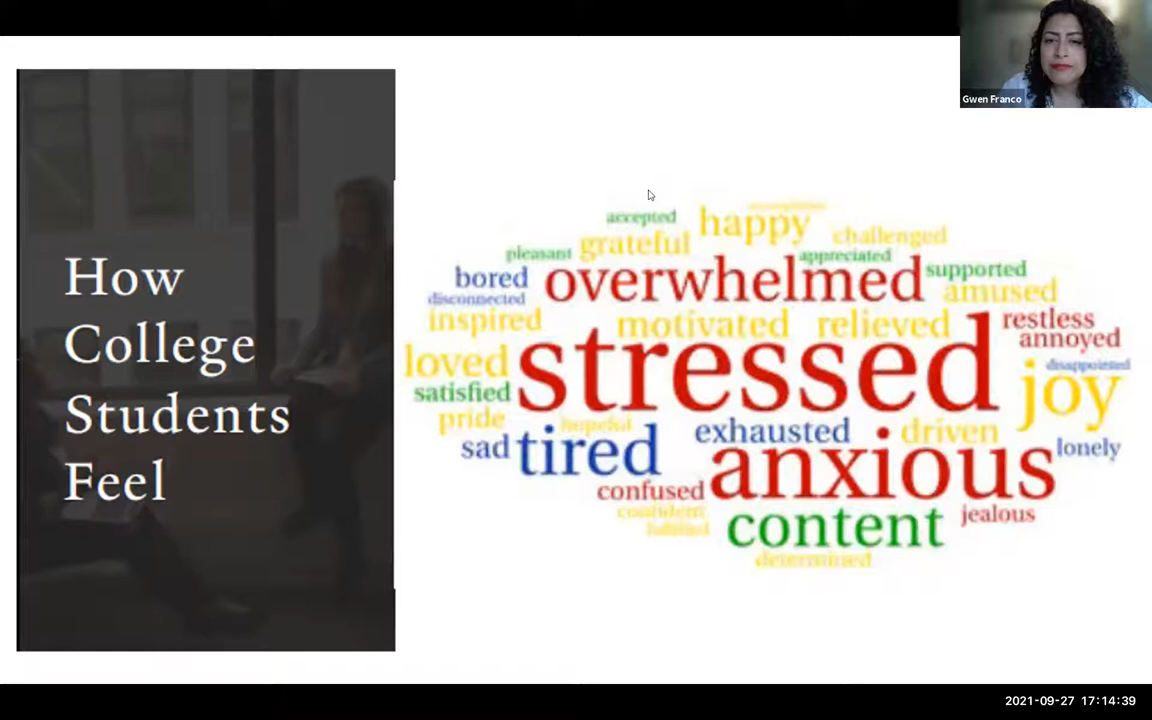 Gwen Franco
How
College
Students
Feel
accepted
happy
grateful
challenged
pleasant
appreciated
bored
overwhelmed
supported
disconnected
amused
inspired
motivated
relieved
restless
annoyed
loved
stressed
disappointed
satisfied
joy
pride
hopeful
sad
tired
exhausted
driven
anxious
lonely
confused
confident
content
jealous
fulfilled
determined
2021-09-27 17:14:39